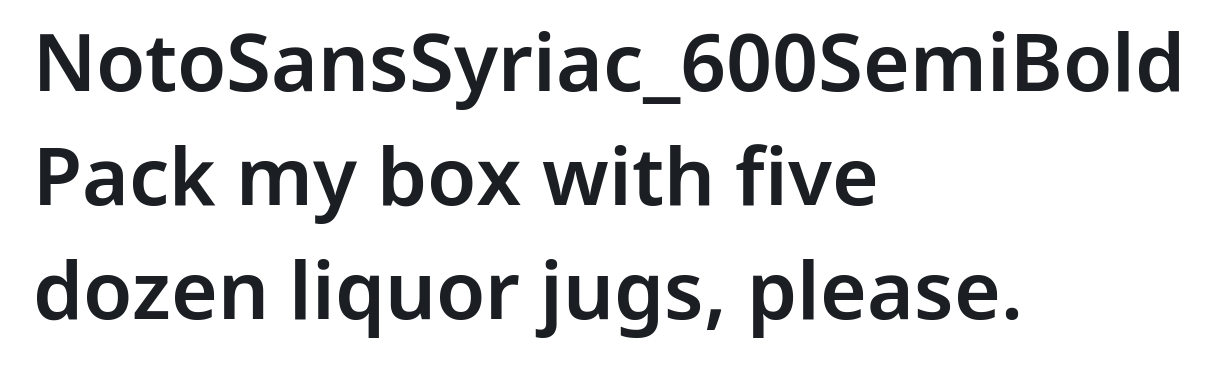 NotoSansSyriac_600SemiBold
Pack my box with five
dozen liquor jugs, please.